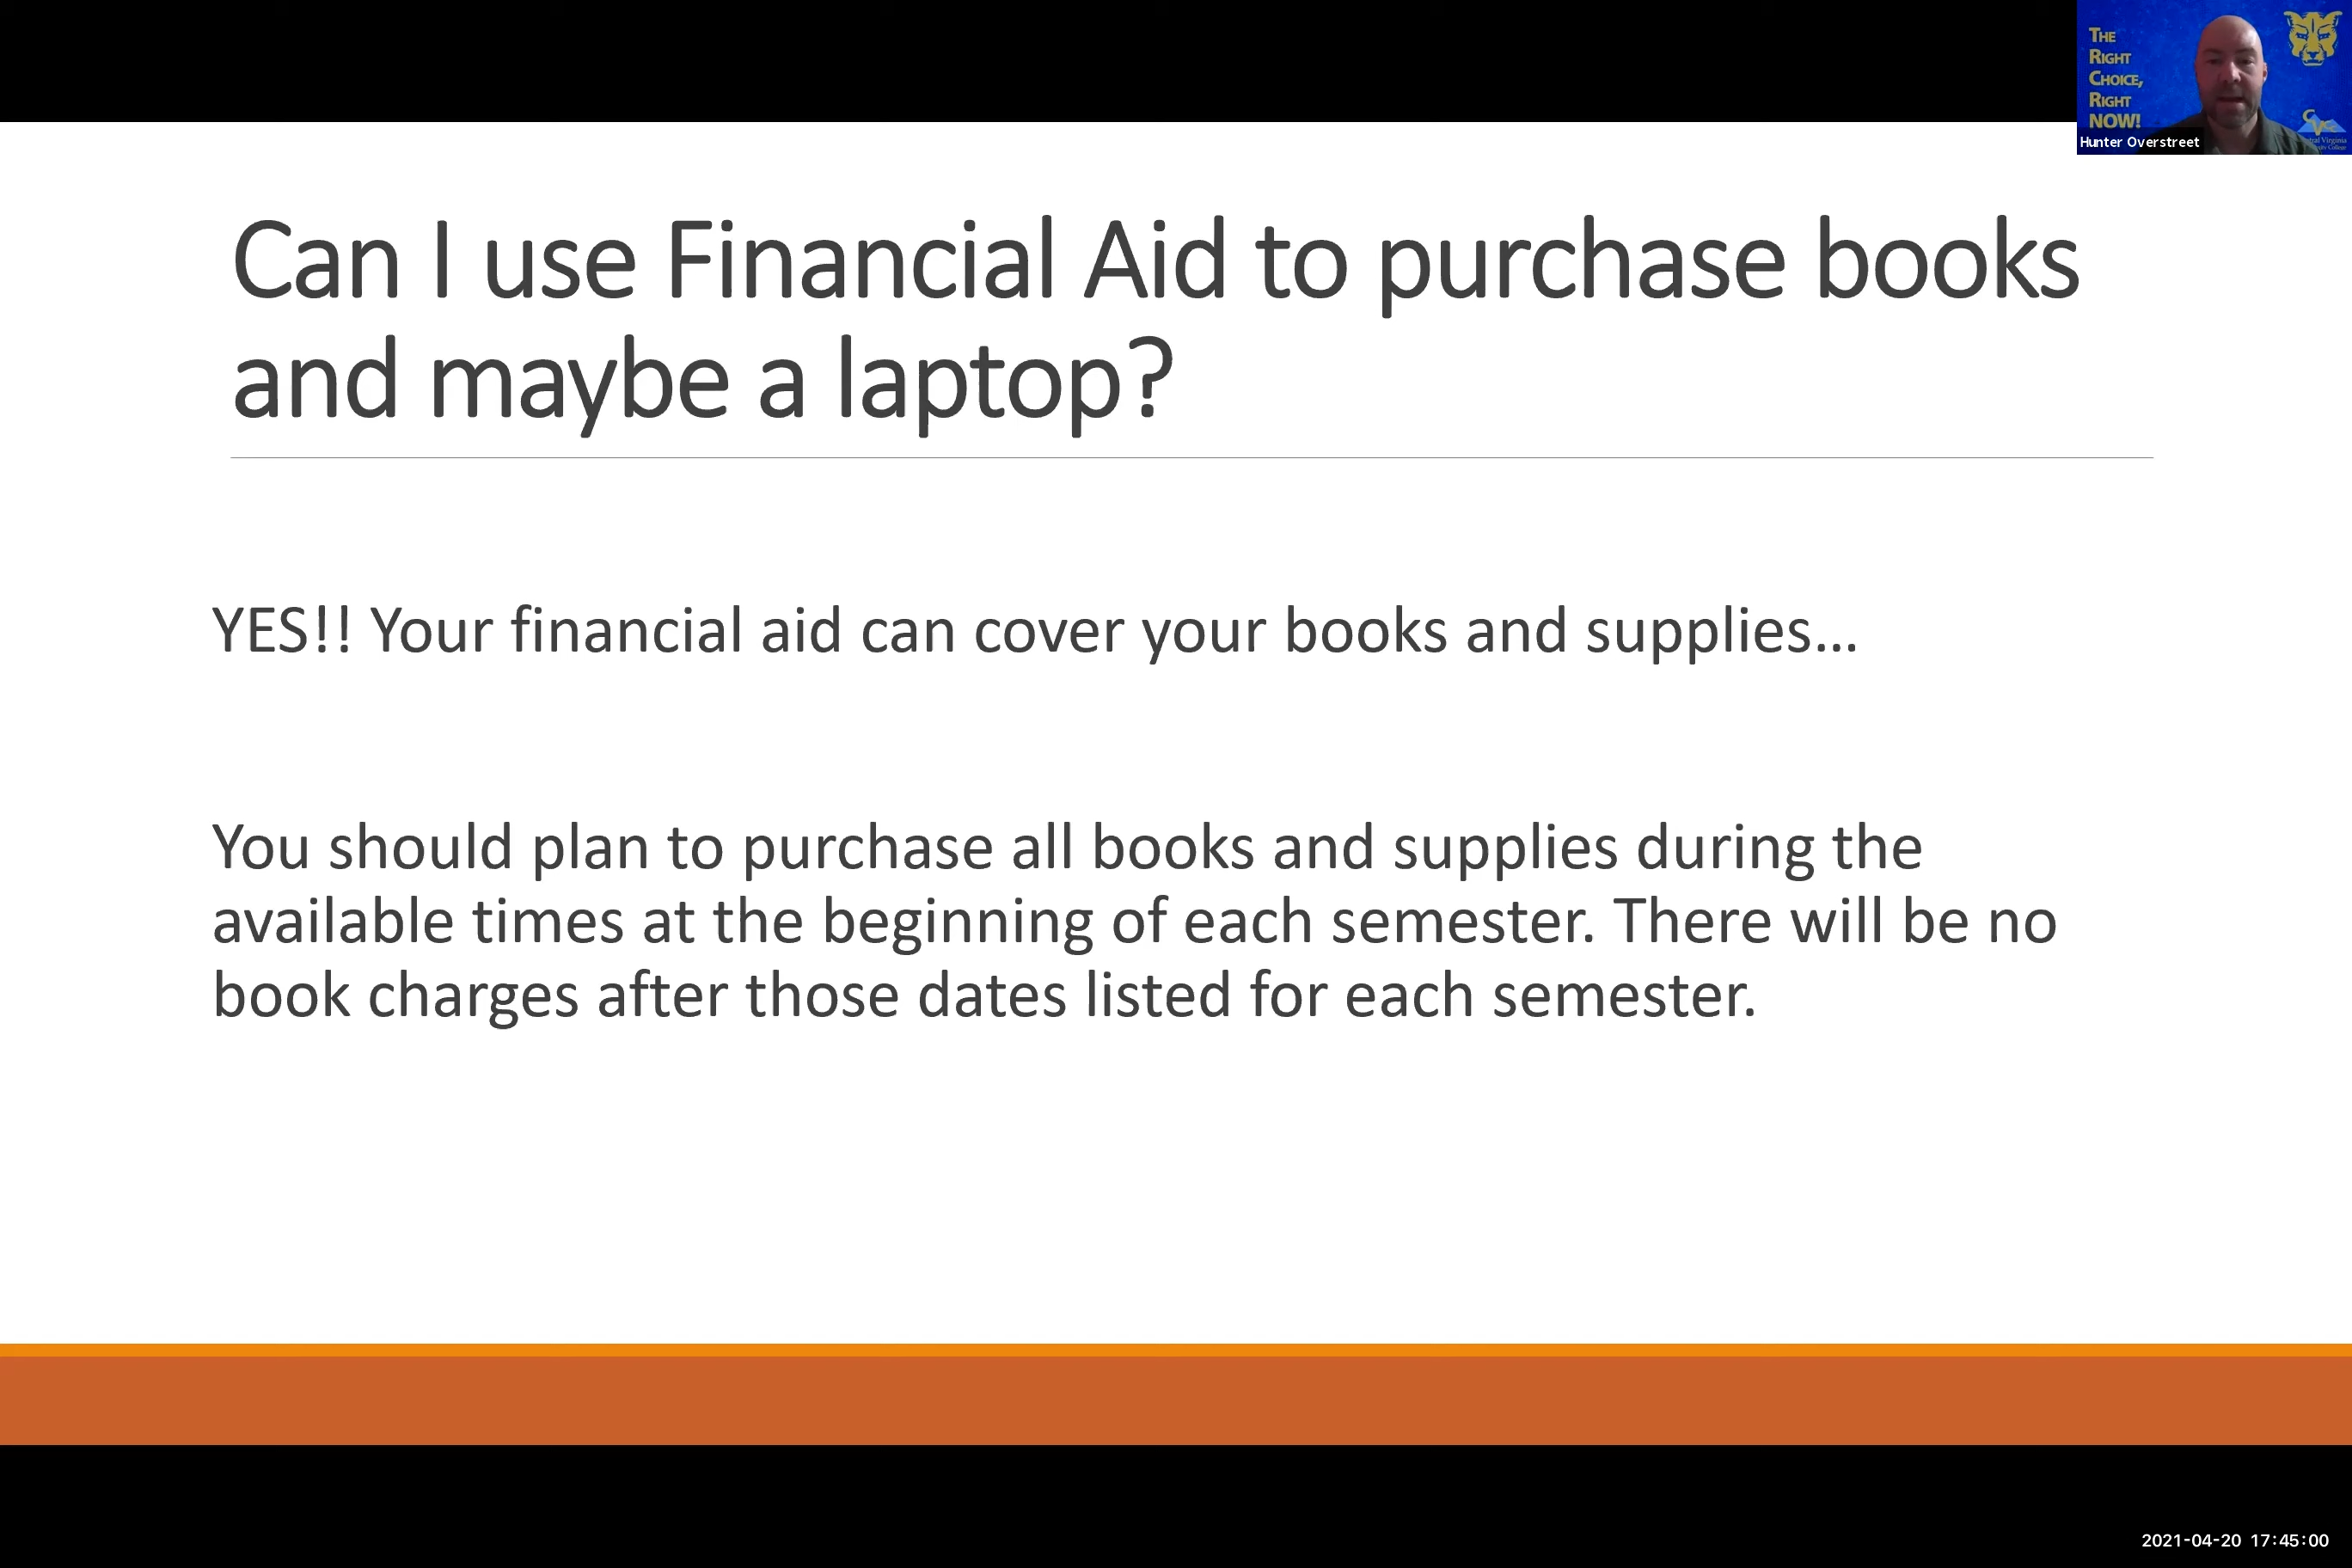 THE
RIGHT
CHOICE,
RIGHT
NOW!
Hunter Overstreet
Can I use Financial Aid to purchase books
and maybe a laptop?
YES!! Your financial aid can cover your books and supplies…
You should plan to purchase all books and supplies during the
available times at the beginning of each semester. There will be no
book charges after those dates listed for each semester.
2021-04-20 17:45:00